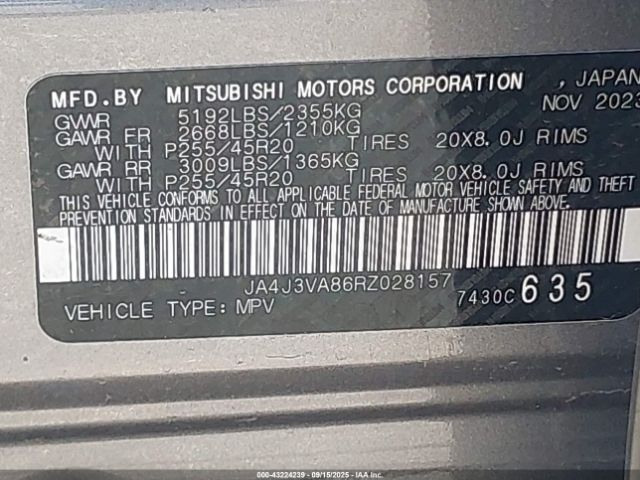 MFD.BY MITSUBISHI MOTORS CORPORATION , JAPAN
GVWR 5192LBS/2355KG NOV 2023
GAWR FR 2668LBS/1210KG
WITH P255/45R20 TIRES 20X8.0J RIMS
GAWR RR 3009LBS/1365KG
WITH P255/45R20 TIRES 20X8.0J RIMS
THIS VEHICLE CONFORMS TO ALL APPLICABLE FEDERAL MOTOR VEHICLE SAFETY AND THEFT
PREVENTION STANDARDS IN EFFECT ON THE DATE OF MANUFACTURE SHOWN ABOVE.
JA4J3VA86RZ028157
VEHICLE TYPE: MPV 7430C 635
000-43224239 - 09/15/2025 - IAAI.COM